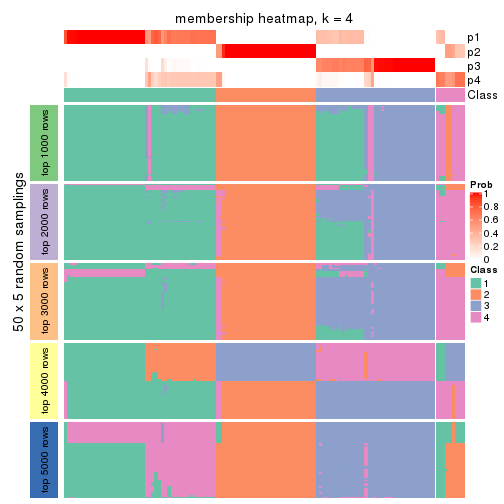 membership heatmap, k = 4
p1
p2
p3
p4
Class
50 x 5 random samplings
top 1000 rows
top 2000 rows
top 3000 rows
top 4000 rows
top 5000 rows
Prob
1
0.8
0.6
0.4
0.2
0
Class
1
2
3
4